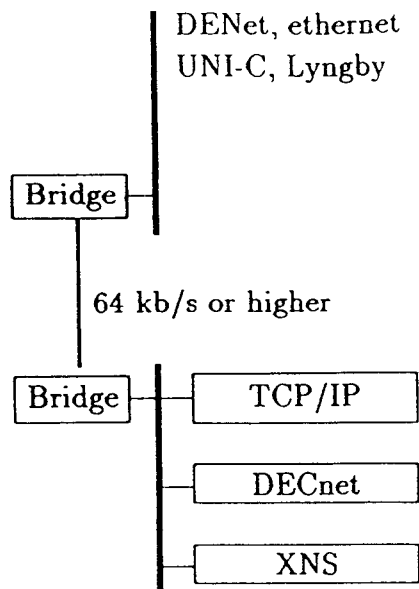 DENet, ethernet
UNI-C, Lyngby
Bridge
64 kb/s or higher
Bridge
TCP/IP
DECnet
XNS